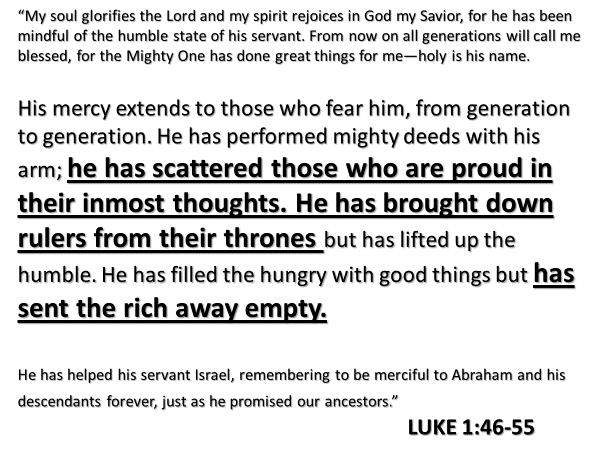 “My soul glorifies the Lord and my spirit rejoices in God my Savior, for he has been
mindful of the humble state of his servant. From now on all generations will call me
blessed, for the Mighty One has done great things for me—holy is his name.
His mercy extends to those who fear him, from generation
to generation. He has performed mighty deeds with his
arm; he has scattered those who are proud in
their inmost thoughts. He has brought down
rulers from their thrones but has lifted up the
humble. He has filled the hungry with good things but has
sent the rich away empty.
He has helped his servant Israel, remembering to be merciful to Abraham and his
descendants forever, just as he promised our ancestors.”
LUKE 1:46-55